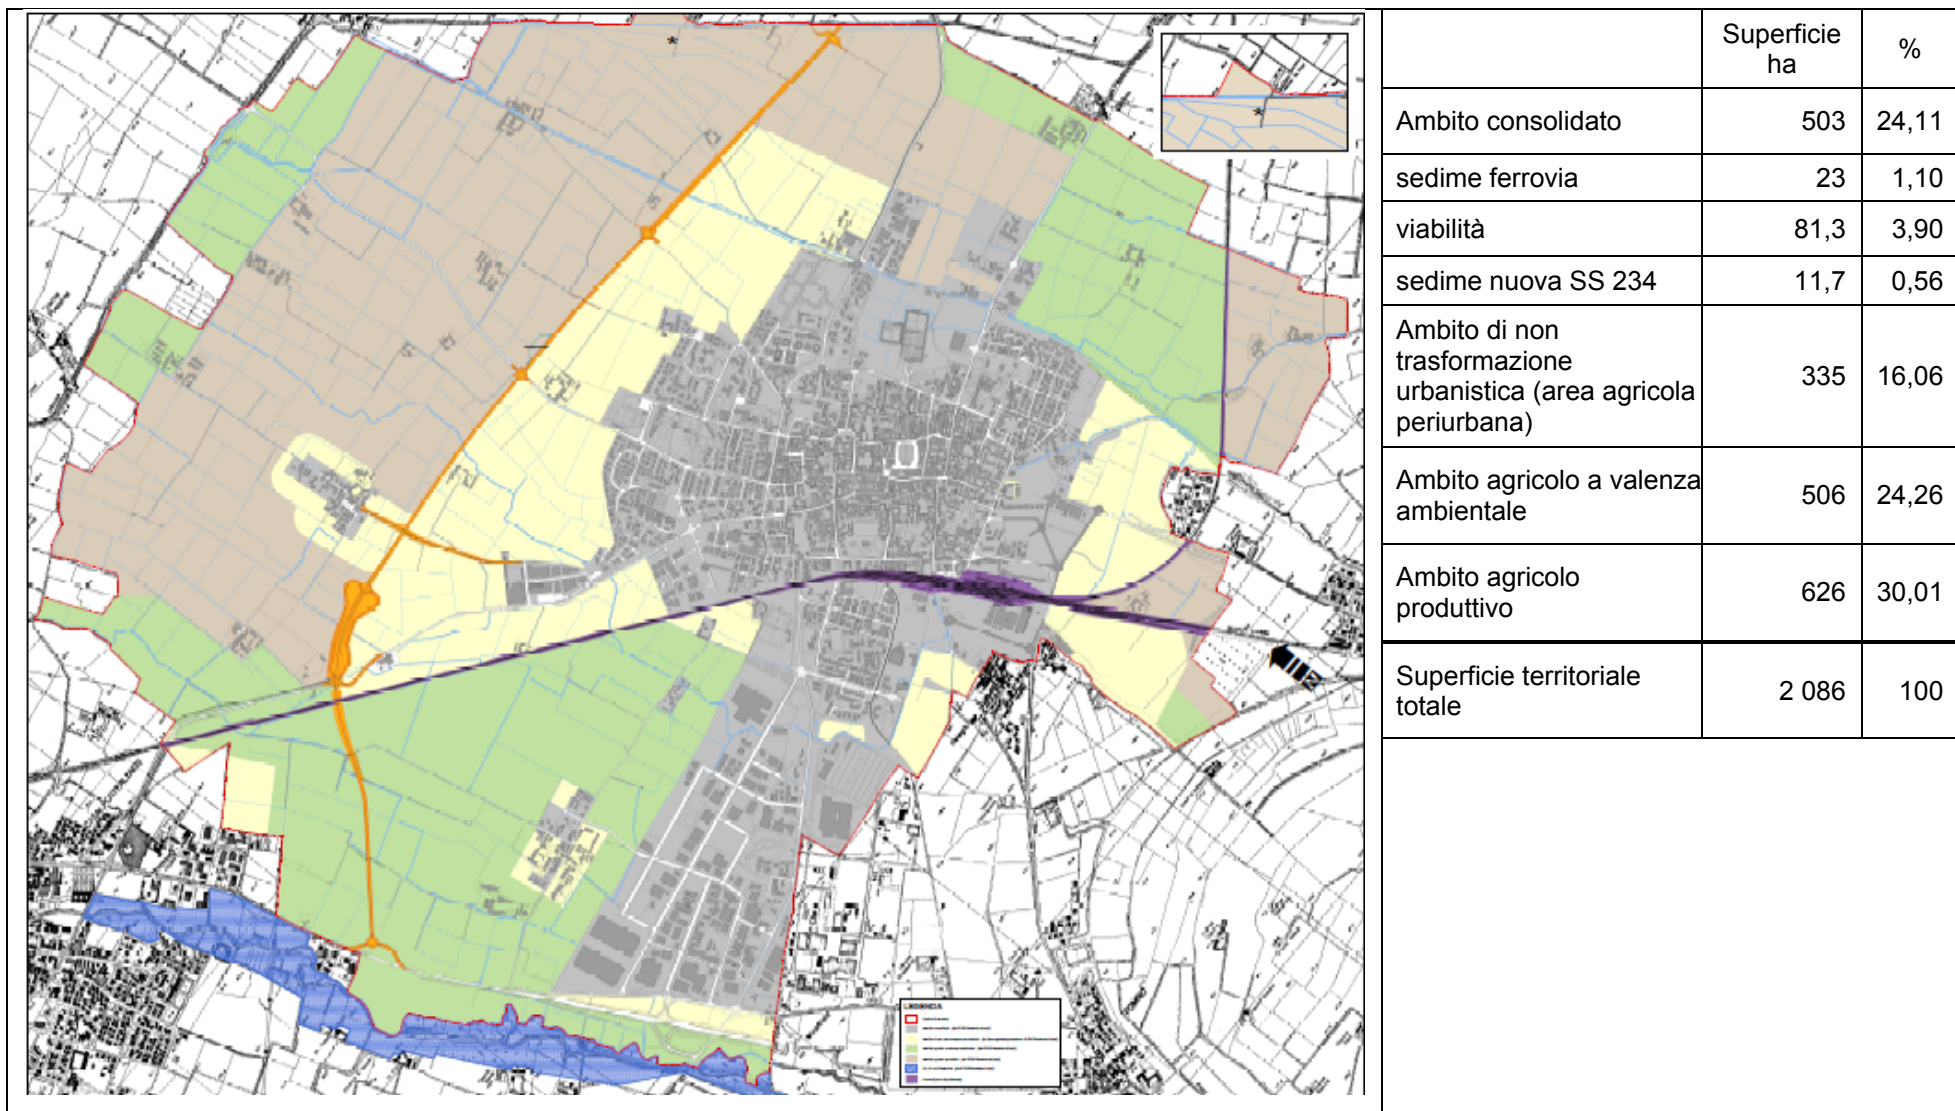 Superficie
ha
%
Ambito consolidato 503 24,11
sedime ferrovia 23 1,10
viabilità 81,3 3,90
sedime nuova SS 234 11,7 0,56
Ambito di non
trasformazione
urbanistica (area agricola
periurbana) 335 16,06
Ambito agricolo a valenza
ambientale 506 24,26
Ambito agricolo
produttivo 626 30,01
Superficie territoriale
totale 2 086 100
LEGENDA